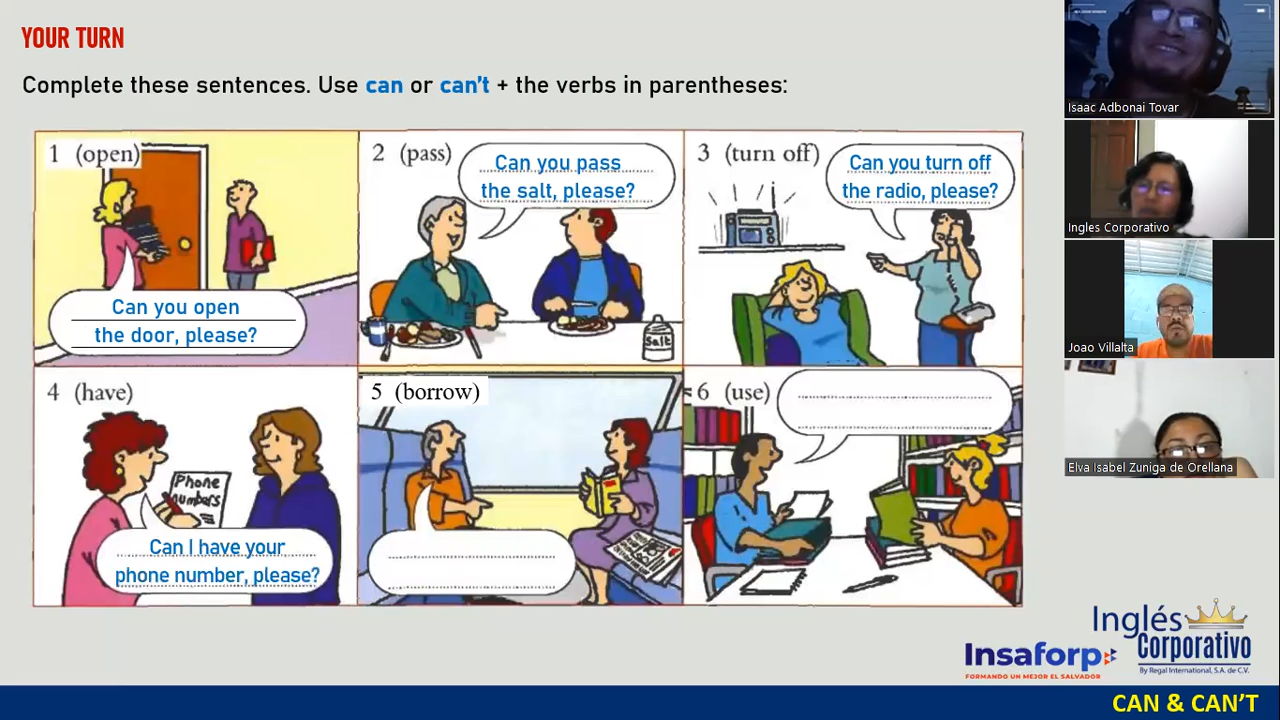 YOUR TURN
Complete these sentences. Use can or can't + the verbs in parentheses:
1 (open)
Can you open
the door, please?
2 (pass)
Can you pass
the salt, please?
Salt
3 (turn off)
Can you turn off
the radio, please?
4 (have)
Phone
numbers
Can I have your
phone number, please?
5 (borrow)
6 (use)
Isaac Adbonai Tovar
Ingles Corporativo
Joao Villalta
Elva Isabel Zuniga de Orellana
Insaforp
FORMANDO UN MEJOR EL SALVADOR
Inglés
Corporativo
By Regal International, S.A. de C.V.
CAN & CAN'T